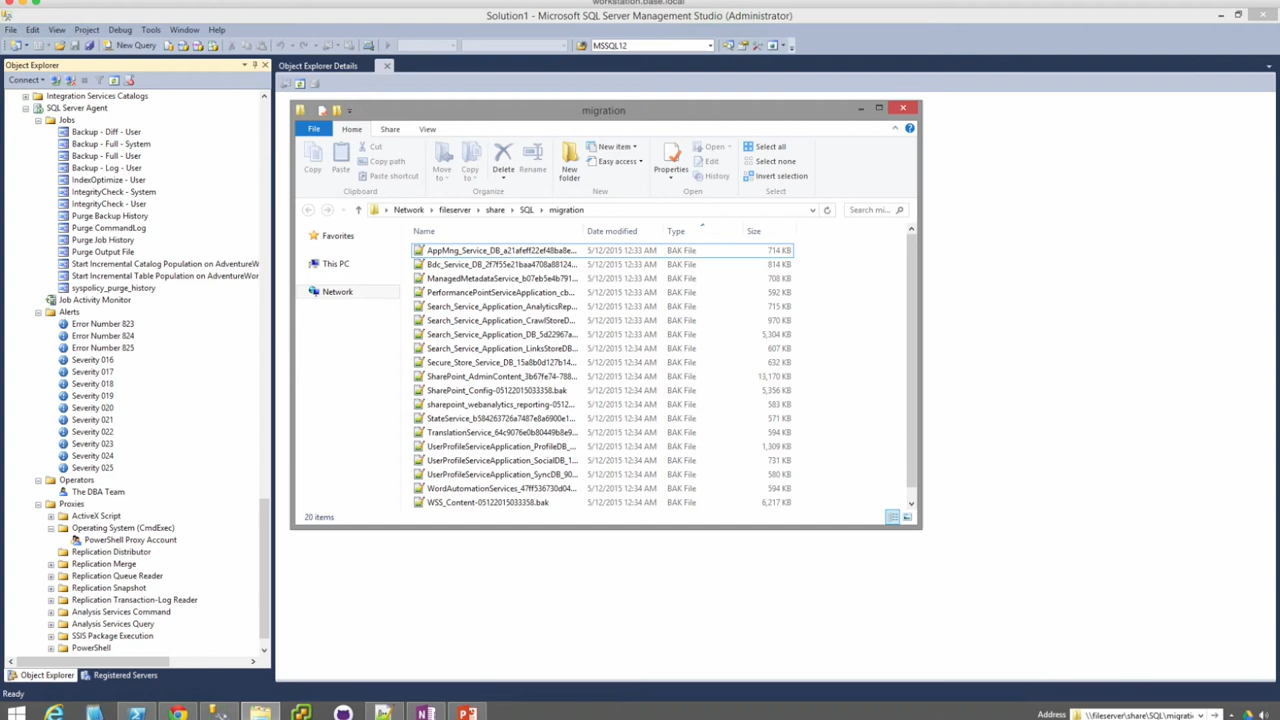 workstation.base.local
Solution1 - Microsoft SQL Server Management Studio (Administrator)
File Edit View Project Debug Tools Window Help
New Query MSSQL12
Object Explorer
Connect
Integration Services Catalogs
SQL Server Agent
Jobs
Backup - Diff - User
Backup - Full - System
Backup - Full - User
Backup - Log - User
IndexOptimize - User
IntegrityCheck - System
IntegrityCheck - User
Purge Backup History
Purge CommandLog
Purge Job History
Purge Output File
Start Incremental Catalog Population on AdventureWo
Start Incremental Table Population on AdventureWor
syspolicy_purge_history
Job Activity Monitor
Alerts
Error Number 823
Error Number 824
Error Number 825
Severity 016
Severity 017
Severity 018
Severity 019
Severity 020
Severity 021
Severity 022
Severity 023
Severity 024
Severity 025
Operators
The DBA Team
Proxies
ActiveX Script
Operating System (CmdExec)
PowerShell Proxy Account
Replication Distributor
Replication Merge
Replication Queue Reader
Replication Snapshot
Replication Transaction-Log Reader
Analysis Services Command
Analysis Services Query
SSIS Package Execution
PowerShell
Object Explorer Registered Servers
Ready
Object Explorer Details
migration
File Home Share View
Copy Paste Cut Copy path Paste shortcut
Clipboard
Move to Copy to Delete Rename
Organize
New folder New item Easy access
New
Properties Open Edit History
Open
Select all Select none Invert selection
Select
Network fileserver share SQL migration Search mi...
Favorites
This PC
Network
Name Date modified Type Size
AppMng_Service_DB_a21afeff22ef48ba8e... 5/12/2015 12:33 AM BAK File 714 KB
Bdc_Service_DB_2f7f55e21baa4708a88124... 5/12/2015 12:33 AM BAK File 814 KB
ManagedMetadataService_b07eb5e4b791... 5/12/2015 12:33 AM BAK File 708 KB
PerformancePointServiceApplication_cb... 5/12/2015 12:33 AM BAK File 592 KB
Search_Service_Application_AnalyticsRep... 5/12/2015 12:33 AM BAK File 715 KB
Search_Service_Application_CrawlStoreD... 5/12/2015 12:33 AM BAK File 970 KB
Search_Service_Application_DB_5d22967a... 5/12/2015 12:33 AM BAK File 5,304 KB
Search_Service_Application_LinksStoreDB... 5/12/2015 12:34 AM BAK File 607 KB
Secure_Store_Service_DB_15a8b0d127b14... 5/12/2015 12:34 AM BAK File 632 KB
SharePoint_AdminContent_3b67fe74-788... 5/12/2015 12:34 AM BAK File 13,170 KB
SharePoint_Config-05122015033358.bak 5/12/2015 12:34 AM BAK File 5,356 KB
sharepoint_webanalytics_reporting-0512... 5/12/2015 12:34 AM BAK File 583 KB
StateService_b584263726a7487e8a6900e1... 5/12/2015 12:34 AM BAK File 571 KB
TranslationService_64c9076e0b80449b8e9... 5/12/2015 12:34 AM BAK File 594 KB
UserProfileServiceApplication_ProfileDB_... 5/12/2015 12:34 AM BAK File 1,309 KB
UserProfileServiceApplication_SocialDB_1... 5/12/2015 12:34 AM BAK File 731 KB
UserProfileServiceApplication_SyncDB_90... 5/12/2015 12:34 AM BAK File 580 KB
WordAutomationServices_467536730d04... 5/12/2015 12:34 AM BAK File 594 KB
WSS_Content-05122015033358.bak 5/12/2015 12:34 AM BAK File 6,217 KB
20 items
Address \\fileserver\share\SQL\migratic